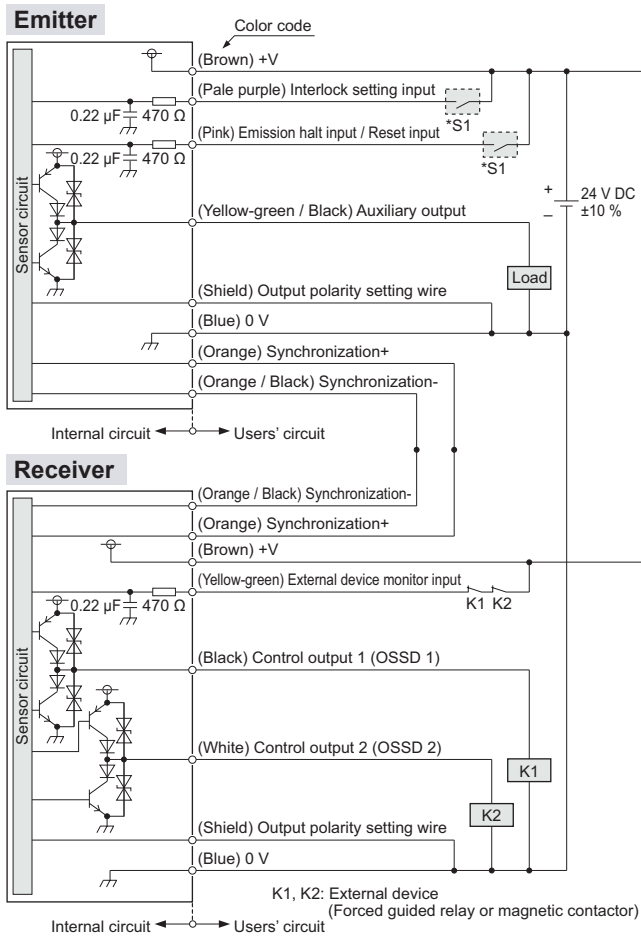 Emitter
Color code
(Brown) +V
(Pale purple) Interlock setting input
0.22 μF
470 Ω
*S1
(Pink) Emission halt input / Reset input
0.22 μF
470 Ω
*S1
Sensor circuit
(Yellow-green / Black) Auxiliary output
+
–
24 V DC
±10 %
Load
(Shield) Output polarity setting wire
(Blue) 0 V
(Orange) Synchronization+
(Orange / Black) Synchronization-
Internal circuit
Users' circuit
Receiver
(Orange / Black) Synchronization-
(Orange) Synchronization+
(Brown) +V
(Yellow-green) External device monitor input
0.22 μF
470 Ω
K1 K2
Sensor circuit
(Black) Control output 1 (OSSD 1)
(White) Control output 2 (OSSD 2)
K1
K2
(Shield) Output polarity setting wire
(Blue) 0 V
K1, K2: External device
(Forced guided relay or magnetic contactor)
Internal circuit
Users' circuit